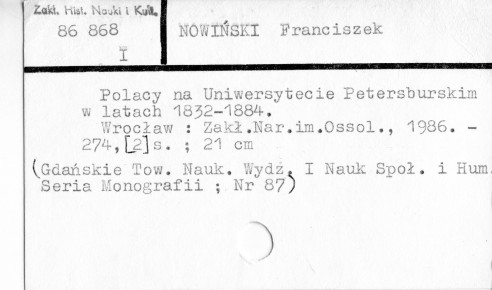 Zakł. Hist. Nauki i Kult.
86 868
I
NOWIŃSKI Franciszek
Polacy na Uniwersytecie Petersburskim
w latach 1832-1884.
Wrocław : Zakł.Nar.im.Ossol., 1986. -
274,[2]s. ; 21 cm
(Gdańskie Tow. Nauk. Wydz. I Nauk Społ. i Hum.
Seria Monografii ; Nr 87)